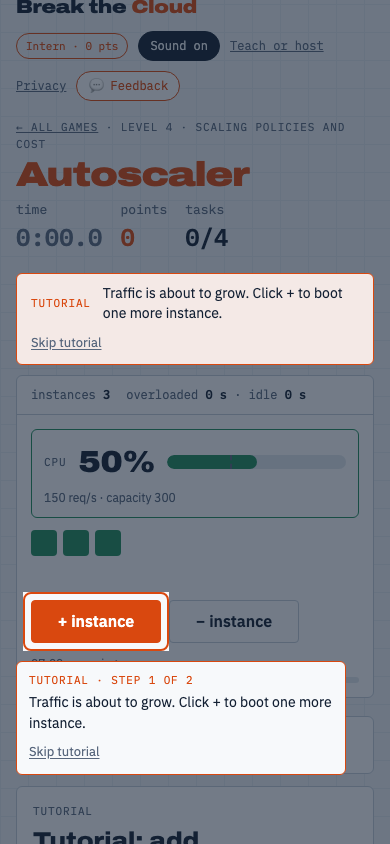 Break the Cloud
Intern · 0 pts
Sound on
Teach or host
Privacy
💬 Feedback
← ALL GAMES · LEVEL 4 · SCALING POLICIES AND
COST
Autoscaler
time points tasks
0:00.0 0 0/4
TUTORIAL Traffic is about to grow. Click + to boot
one more instance.
Skip tutorial
instances 3 overloaded 0 s · idle 0 s
CPU 50%
150 req/s · capacity 300
+ instance
− instance
TUTORIAL · STEP 1 OF 2
Traffic is about to grow. Click + to boot one more
instance.
Skip tutorial
TUTORIAL
Tutorial: add